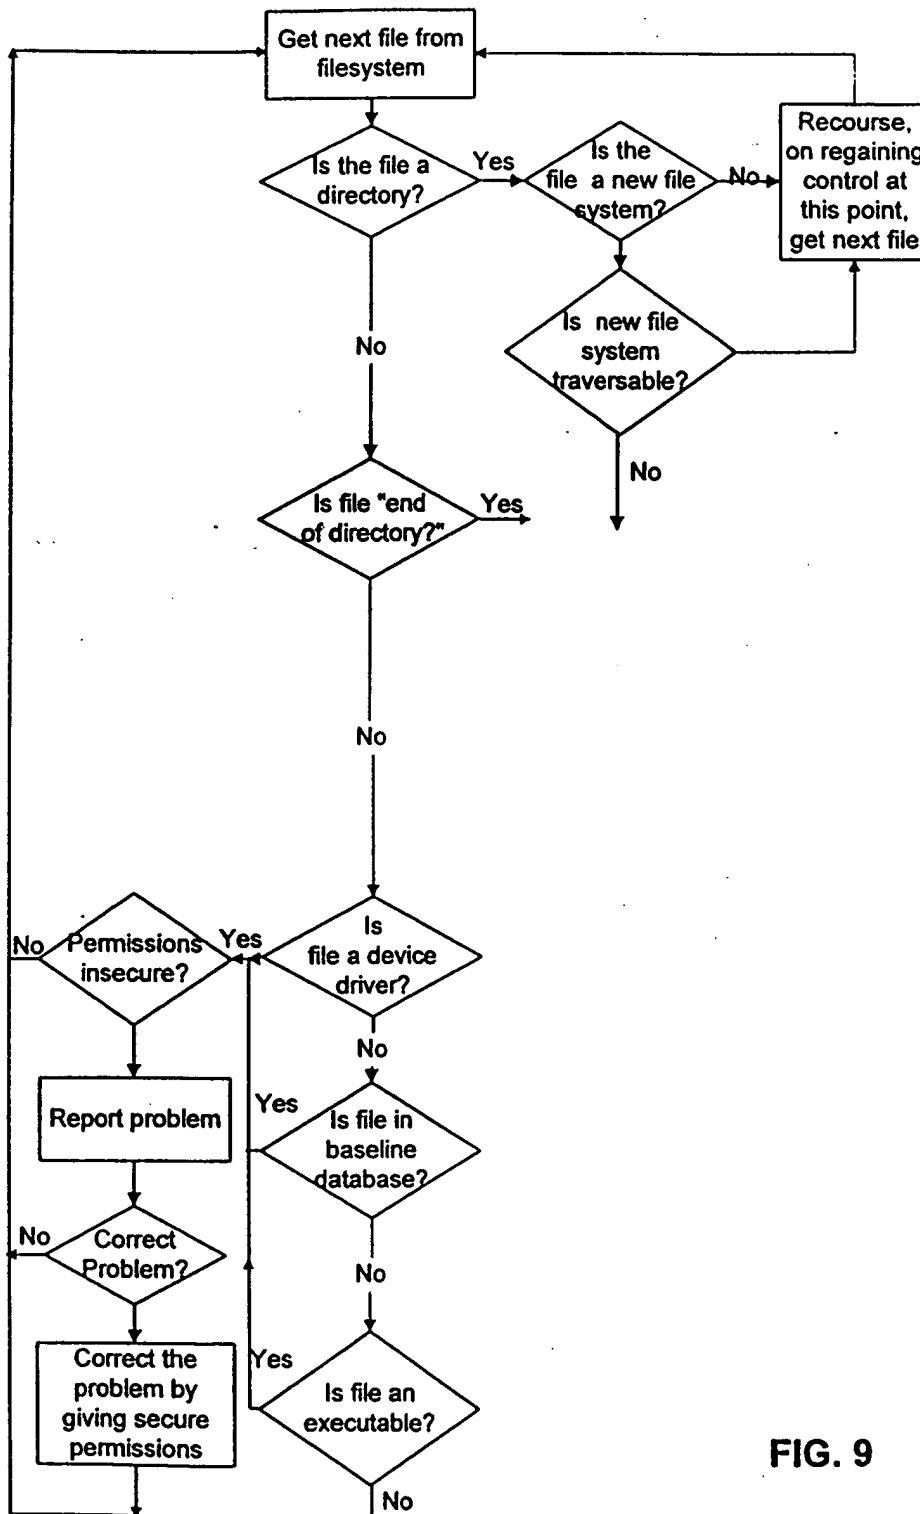 Get next file from
filesystem
Is the file a
directory?
Yes
Is the
file a new file
system?
No
Recourse,
on regaining
control at
this point,
get next file
Is new file
system
traversable?
No
No
Is file "end
of directory?"
Yes
No
Is
file a device
driver?
Yes
Permissions
insecure?
No
No
Report problem
Yes
Is file in
baseline
database?
Correct
Problem?
No
No
Correct the
problem by
giving secure
permissions
Yes
Is file an
executable?
No
FIG. 9